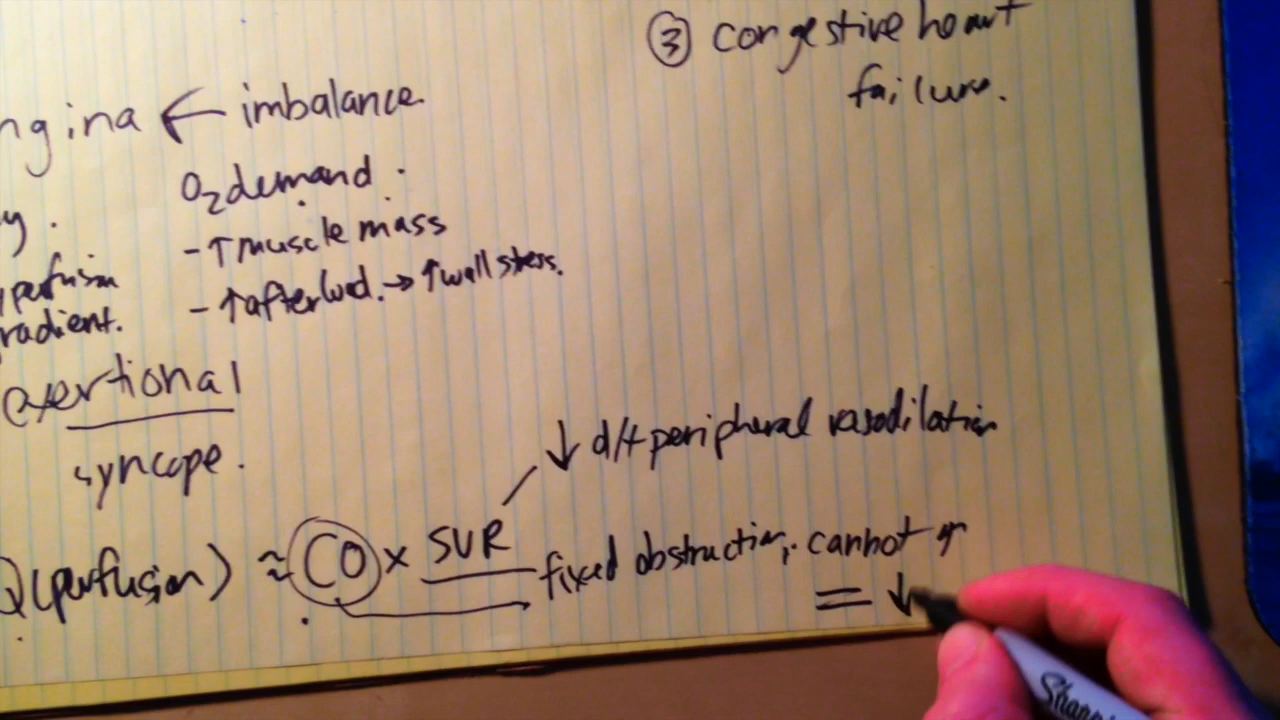 ③ congestive heart
failure.
ngina ← imbalance
O₂ demand.
y.
- ↑ muscle mass
perfusion
- ↑ afterload. → ↑ wall stress.
radient.
exertional
syncope.
↓ d/t peripheral vasodilation
Q (perfusion) ≈ CO × SVR
fixed obstruction, cannot ↑
= ↓
Sharp